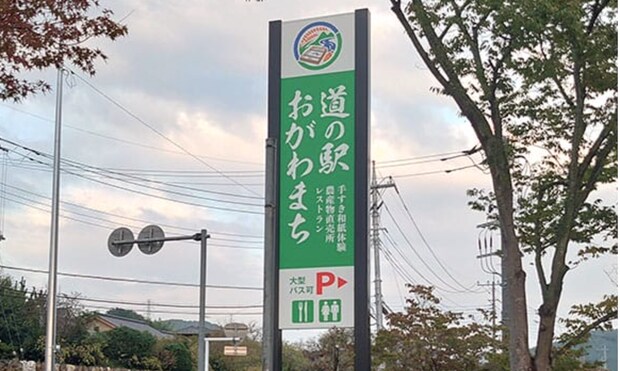 道の駅
おがわまち
手すき和紙体験
農産物直売所
レストラン
大型
バス可
P